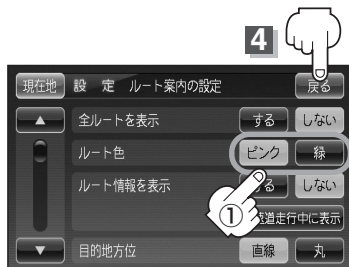 4
現在地 設 定 ルート案内の設定 戻る
全ルートを表示 する しない
ルート色 ピンク 緑
ルート情報を表示 する しない
① 速道走行中に表示
目的地方位 直線 丸